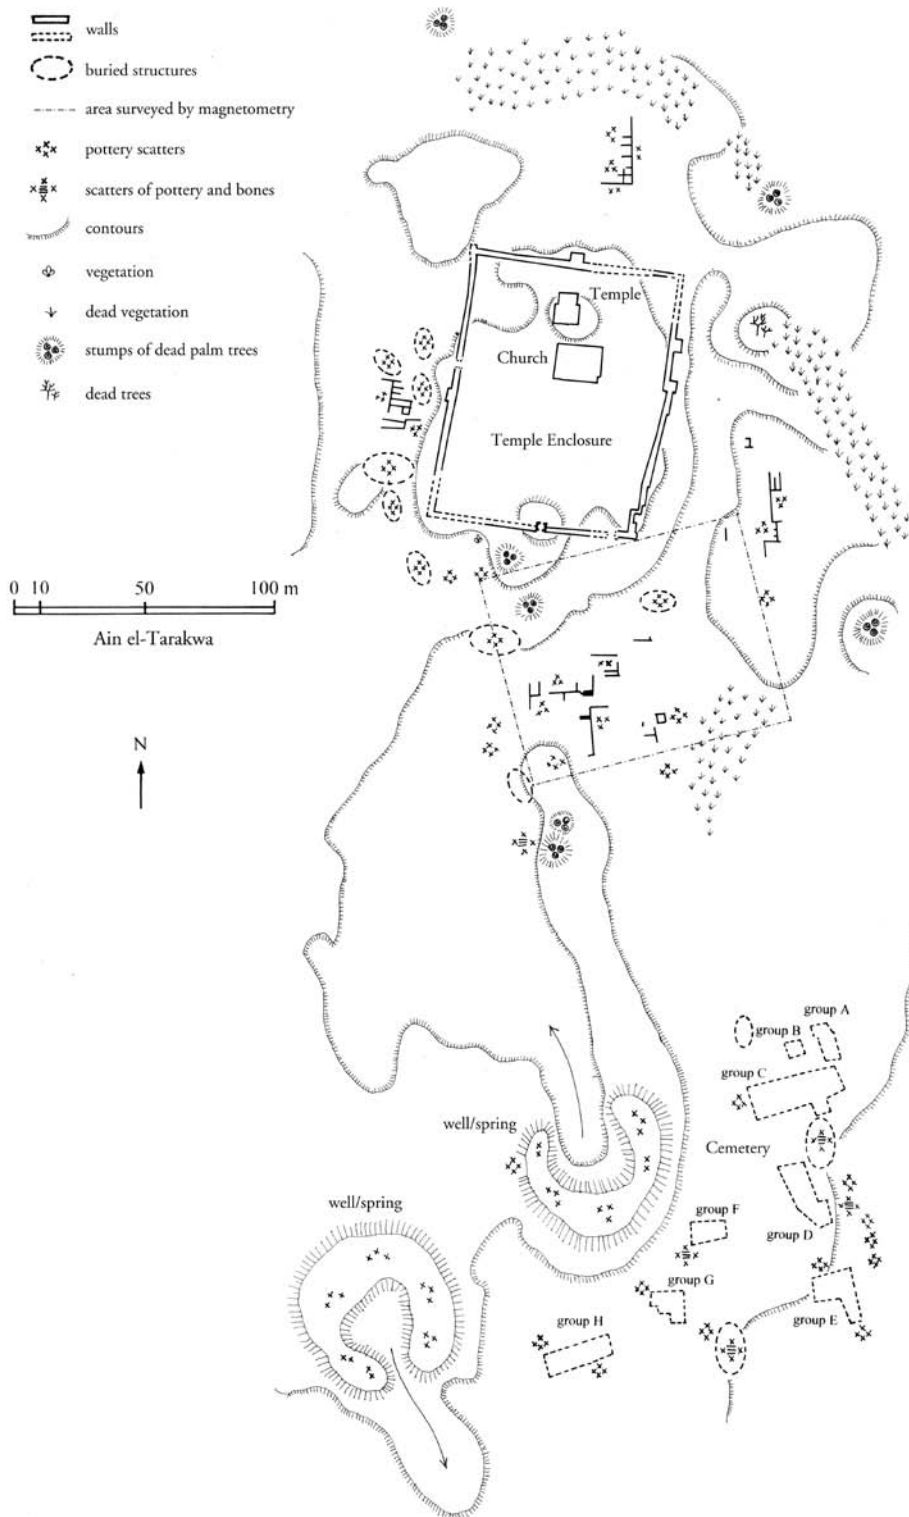 walls
buried structures
area surveyed by magnetometry
pottery scatters
scatters of pottery and bones
contours
vegetation
dead vegetation
stumps of dead palm trees
dead trees
Temple
Church
Temple Enclosure
0 10 50 100 m
Ain el-Tarakwa
N
group A
group B
group C
well/spring
Cemetery
well/spring
group F
group D
group G
group H
group E